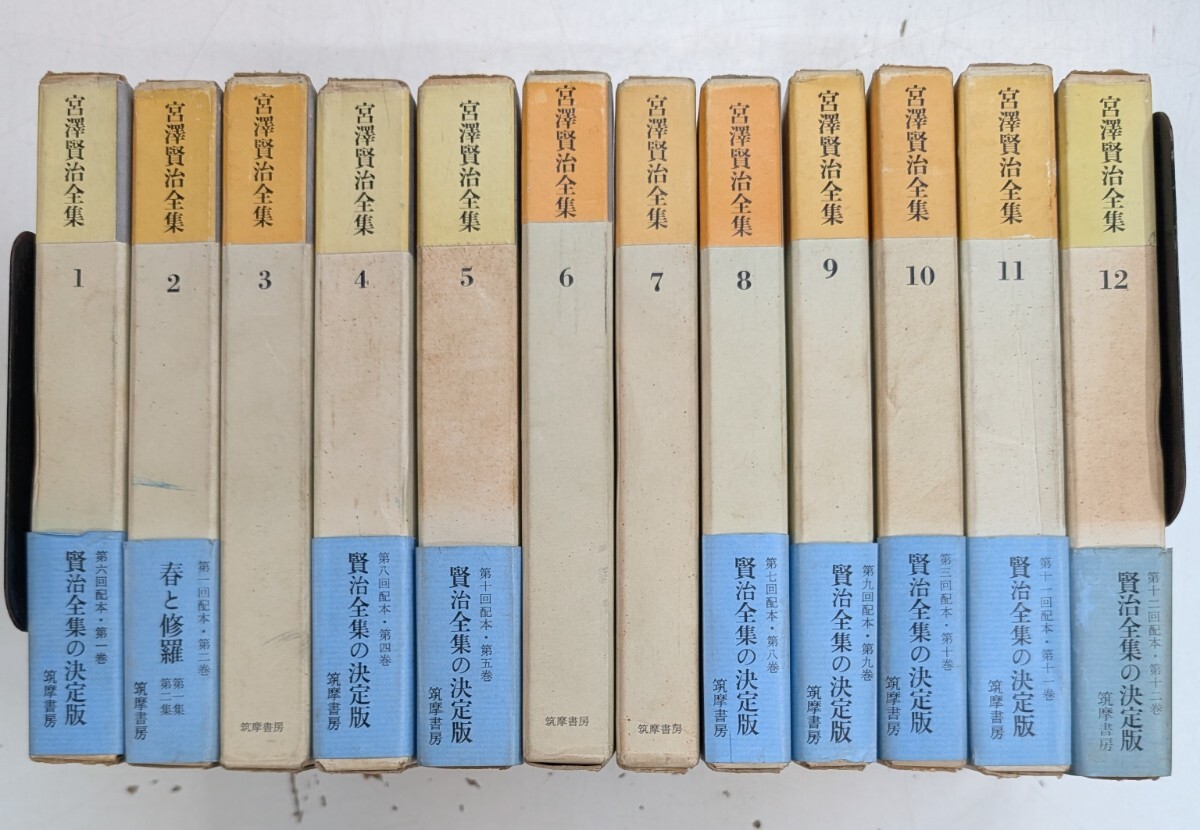 宮澤賢治全集
1
第六回配本・第一巻
賢治全集の決定版
筑摩書房
宮澤賢治全集
2
第一回配本・第二巻
春と修羅
第一集
第二集
筑摩書房
宮澤賢治全集
3
筑摩書房
宮澤賢治全集
4
第八回配本・第四巻
賢治全集の決定版
筑摩書房
宮澤賢治全集
5
第十回配本・第五巻
賢治全集の決定版
筑摩書房
宮澤賢治全集
6
筑摩書房
宮澤賢治全集
7
筑摩書房
宮澤賢治全集
8
第七回配本・第八巻
賢治全集の決定版
筑摩書房
宮澤賢治全集
9
第九回配本・第九巻
賢治全集の決定版
筑摩書房
宮澤賢治全集
10
第三回配本・第十巻
賢治全集の決定版
筑摩書房
宮澤賢治全集
11
第十一回配本・第十一巻
賢治全集の決定版
筑摩書房
宮澤賢治全集
12
第十二回配本・第十二巻
賢治全集の決定版
筑摩書房